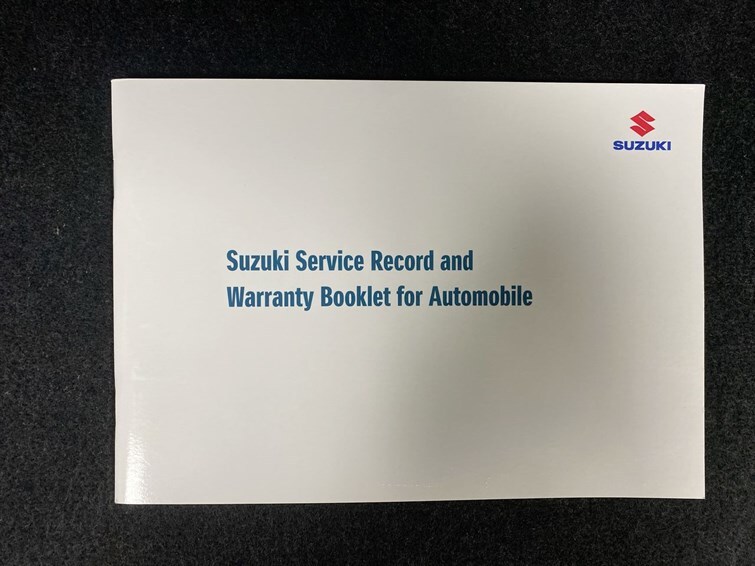 SUZUKI
Suzuki Service Record and
Warranty Booklet for Automobile